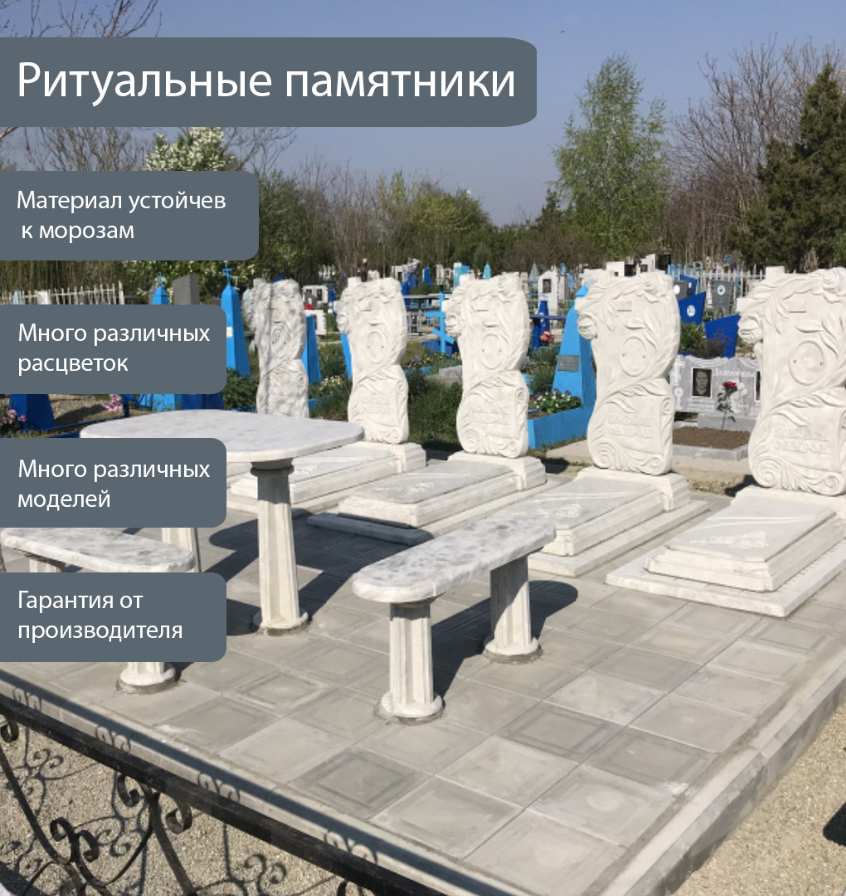 Ритуальные памятники
Материал устойчев
к морозам
Много различных
расцветок
Много различных
моделей
Гарантия от
производителя